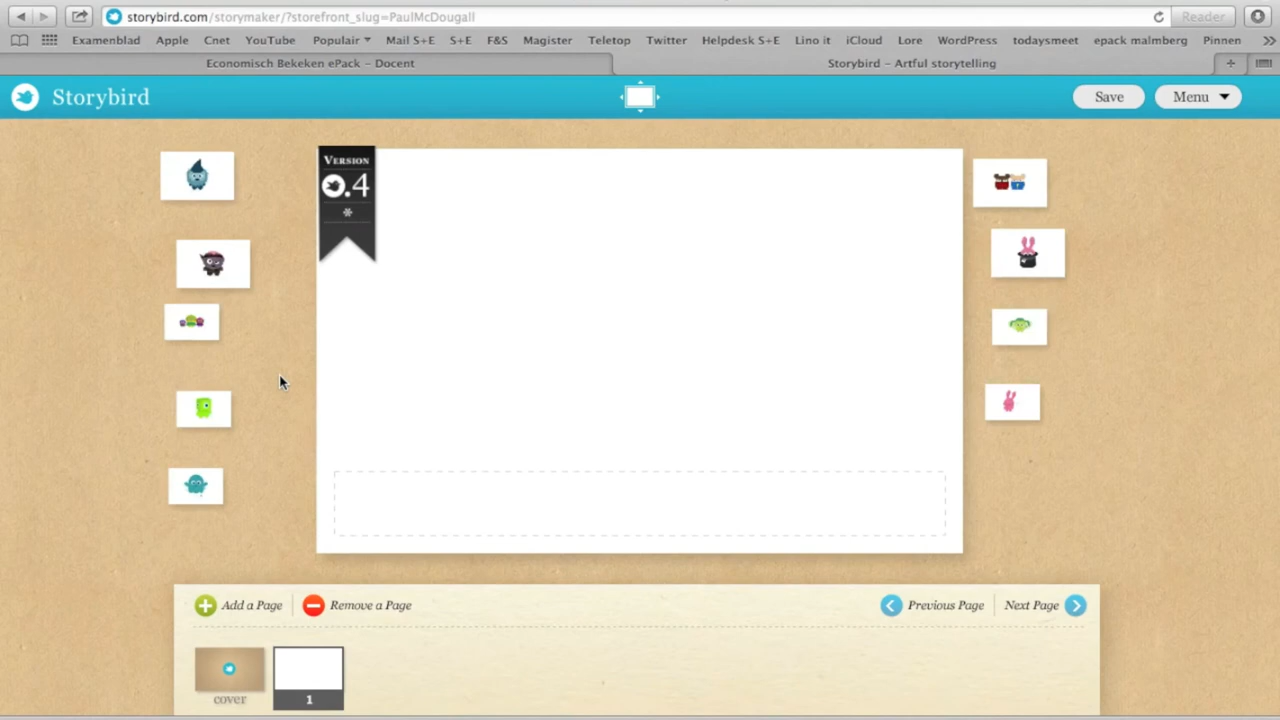 storybird.com/storymaker/?storefront_slug=PaulMcDougall
Reader
Examenblad Apple Cnet YouTube Populair Mail S+E S+E F&S Magister Teletop Twitter Helpdesk S+E Lino it iCloud Lore WordPress todaysmeet epack malmberg Pinnen
Economisch Bekeken ePack – Docent
Storybird – Artful storytelling
Storybird
Save
Menu
VERSION
0.4
Add a Page
Remove a Page
Previous Page
Next Page
cover
1